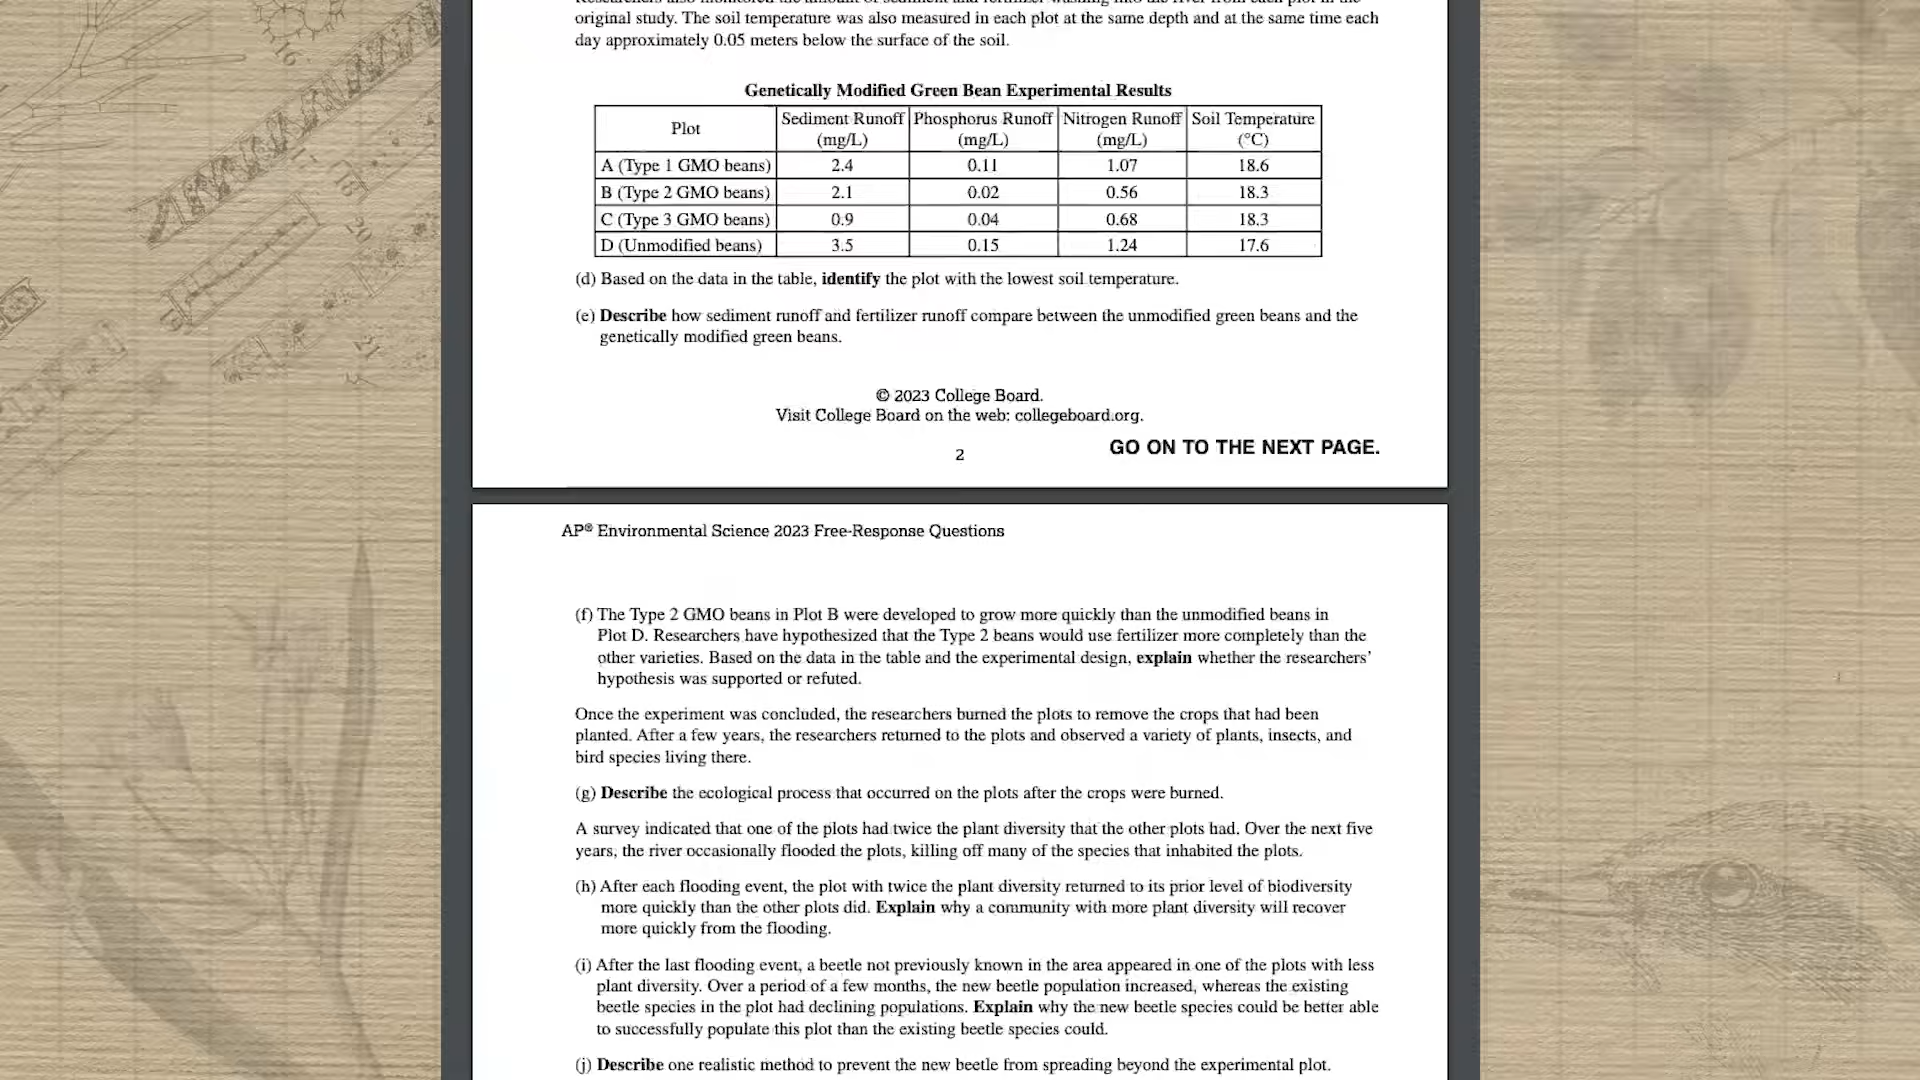 original study. The soil temperature was also measured in each plot at the same depth and at the same time each
day approximately 0.05 meters below the surface of the soil.
Genetically Modified Green Bean Experimental Results
Plot Sediment Runoff (mg/L) Phosphorus Runoff (mg/L) Nitrogen Runoff (mg/L) Soil Temperature (°C)
A (Type 1 GMO beans) 2.4 0.11 1.07 18.6
B (Type 2 GMO beans) 2.1 0.02 0.56 18.3
C (Type 3 GMO beans) 0.9 0.04 0.68 18.3
D (Unmodified beans) 3.5 0.15 1.24 17.6
(d) Based on the data in the table, identify the plot with the lowest soil temperature.
(e) Describe how sediment runoff and fertilizer runoff compare between the unmodified green beans and the
genetically modified green beans.
© 2023 College Board.
Visit College Board on the web: collegeboard.org.
2
GO ON TO THE NEXT PAGE.
AP® Environmental Science 2023 Free-Response Questions
(f) The Type 2 GMO beans in Plot B were developed to grow more quickly than the unmodified beans in
Plot D. Researchers have hypothesized that the Type 2 beans would use fertilizer more completely than the
other varieties. Based on the data in the table and the experimental design, explain whether the researchers’
hypothesis was supported or refuted.
Once the experiment was concluded, the researchers burned the plots to remove the crops that had been
planted. After a few years, the researchers returned to the plots and observed a variety of plants, insects, and
bird species living there.
(g) Describe the ecological process that occurred on the plots after the crops were burned.
A survey indicated that one of the plots had twice the plant diversity that the other plots had. Over the next five
years, the river occasionally flooded the plots, killing off many of the species that inhabited the plots.
(h) After each flooding event, the plot with twice the plant diversity returned to its prior level of biodiversity
more quickly than the other plots did. Explain why a community with more plant diversity will recover
more quickly from the flooding.
(i) After the last flooding event, a beetle not previously known in the area appeared in one of the plots with less
plant diversity. Over a period of a few months, the new beetle population increased, whereas the existing
beetle species in the plot had declining populations. Explain why the new beetle species could be better able
to successfully populate this plot than the existing beetle species could.
(j) Describe one realistic method to prevent the new beetle from spreading beyond the experimental plot.